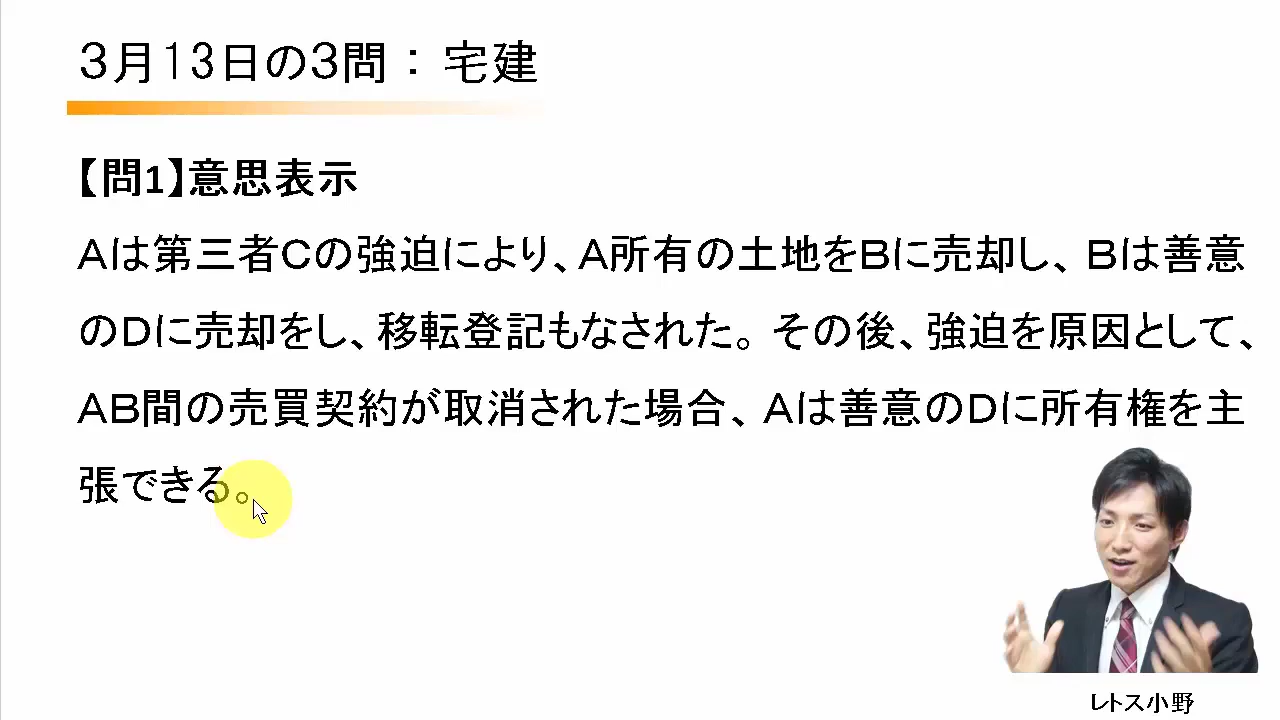 ３月１３日の３問：宅建
【問1】意思表示
Ａは第三者Ｃの強迫により、Ａ所有の土地をＢに売却し、Ｂは善意
のＤに売却をし、移転登記もなされた。その後、強迫を原因として、
ＡＢ間の売買契約が取消された場合、Ａは善意のＤに所有権を主
張できる。
レトス小野